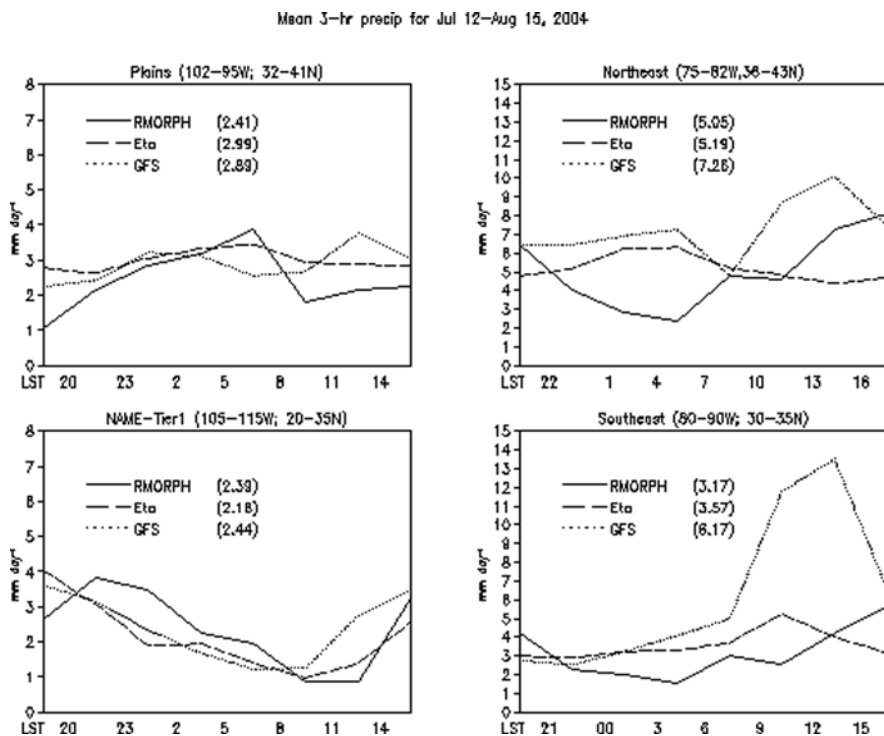 Mean 3-hr precip for Jul 12-Aug 15, 2004
Plains (102-95W; 32-41N)
8
7
6
5
4
3
2
1
0
mm day-1
RMORPH (2.41)
Eta (2.99)
GFS (2.89)
LST 20 23 2 5 8 11 14
Northeast (75-82W,36-43N)
15
14
13
12
11
10
9
8
7
6
5
4
3
2
1
0
mm day-1
RMORPH (5.05)
Eta (5.19)
GFS (7.26)
LST 22 1 4 7 10 13 16
NAME-Tier1 (105-115W; 20-35N)
8
7
6
5
4
3
2
1
0
mm day-1
RMORPH (2.39)
Eta (2.18)
GFS (2.44)
LST 20 23 2 5 8 11 14
Southeast (80-90W; 30-35N)
15
14
13
12
11
10
9
8
7
6
5
4
3
2
1
0
mm day-1
RMORPH (3.17)
Eta (3.57)
GFS (6.17)
LST 21 00 3 6 9 12 15